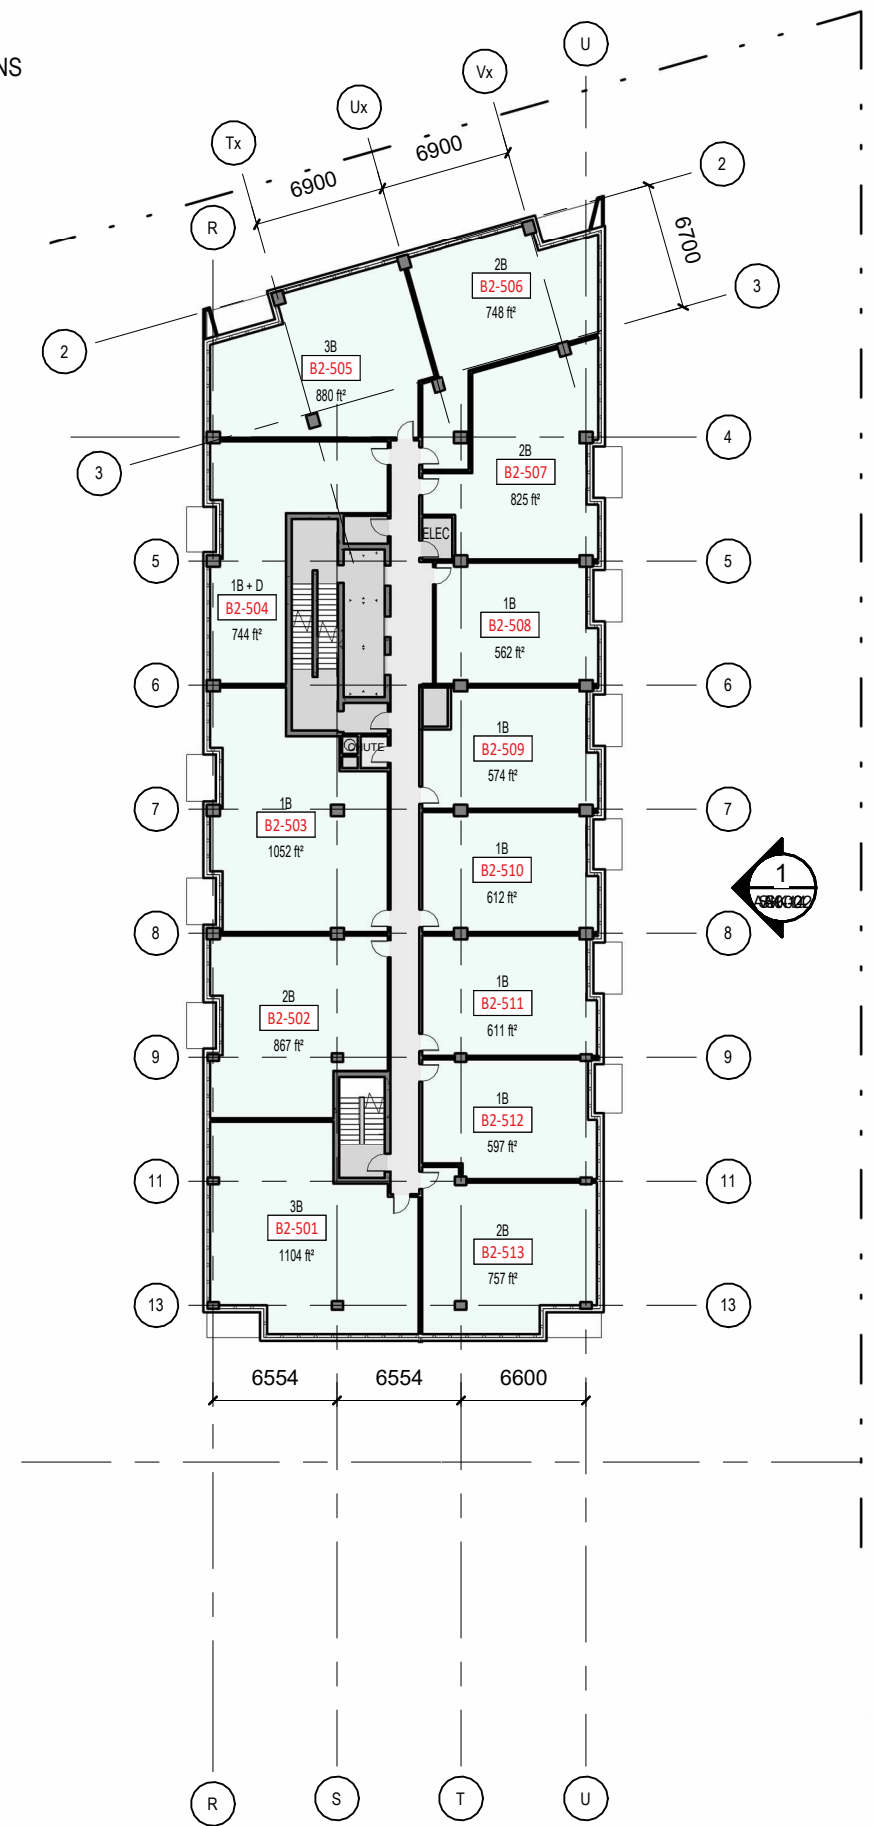 NS
U
Vx
Ux
Tx
6900
6900
2
R
6700
2B
B2-506
748 ft²
3
2
3B
B2-505
880 ft²
4
3
2B
B2-507
825 ft²
ELEC
5
5
1B + D
B2-504
744 ft²
1B
B2-508
562 ft²
6
6
1B
B2-509
574 ft²
CHUTE
7
7
1B
B2-503
1052 ft²
1B
B2-510
612 ft²
1
8
8
2B
B2-502
867 ft²
1B
B2-511
611 ft²
9
9
1B
B2-512
597 ft²
11
11
3B
B2-501
1104 ft²
2B
B2-513
757 ft²
13
13
6554
6554
6600
R
S
T
U